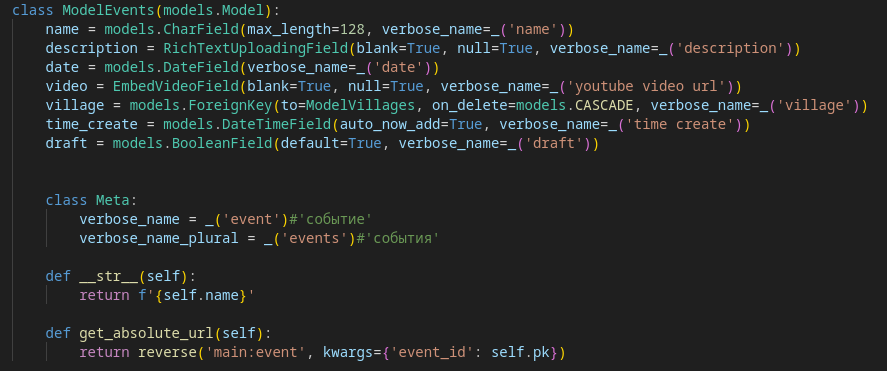 class ModelEvents(models.Model):
    name = models.CharField(max_length=128, verbose_name=_('name'))
    description = RichTextUploadingField(blank=True, null=True, verbose_name=_('description'))
    date = models.DateField(verbose_name=_('date'))
    video = EmbedVideoField(blank=True, null=True, verbose_name=_('youtube video url'))
    village = models.ForeignKey(to=ModelVillages, on_delete=models.CASCADE, verbose_name=_('village'))
    time_create = models.DateTimeField(auto_now_add=True, verbose_name=_('time create'))
    draft = models.BooleanField(default=True, verbose_name=_('draft'))
    class Meta:
        verbose_name = _('event')#'событие'
        verbose_name_plural = _('events')#'события'
    def __str__(self):
        return f'{self.name}'
    def get_absolute_url(self):
        return reverse('main:event', kwargs={'event_id': self.pk})